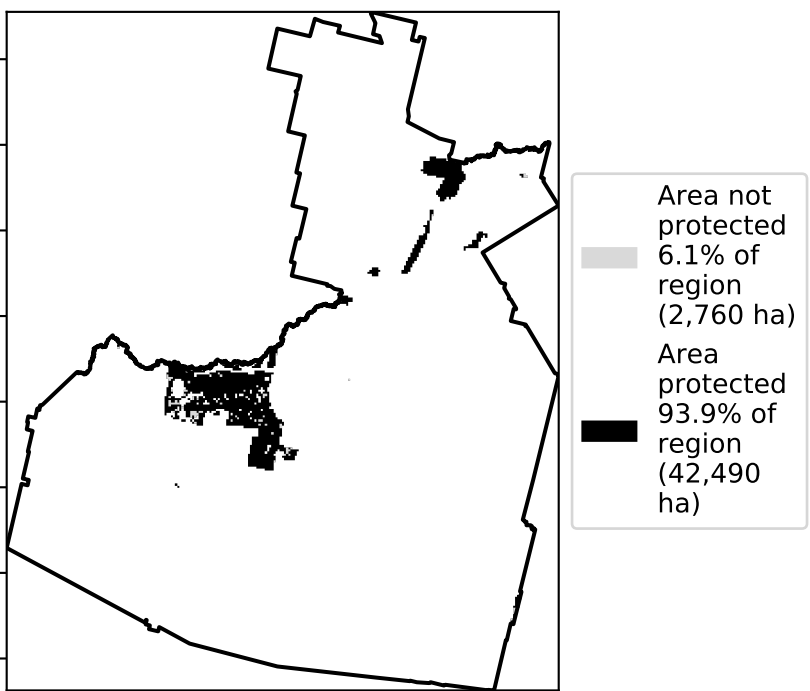 Area not
protected
6.1% of
region
(2,760 ha)
Area
protected
93.9% of
region
(42,490
ha)